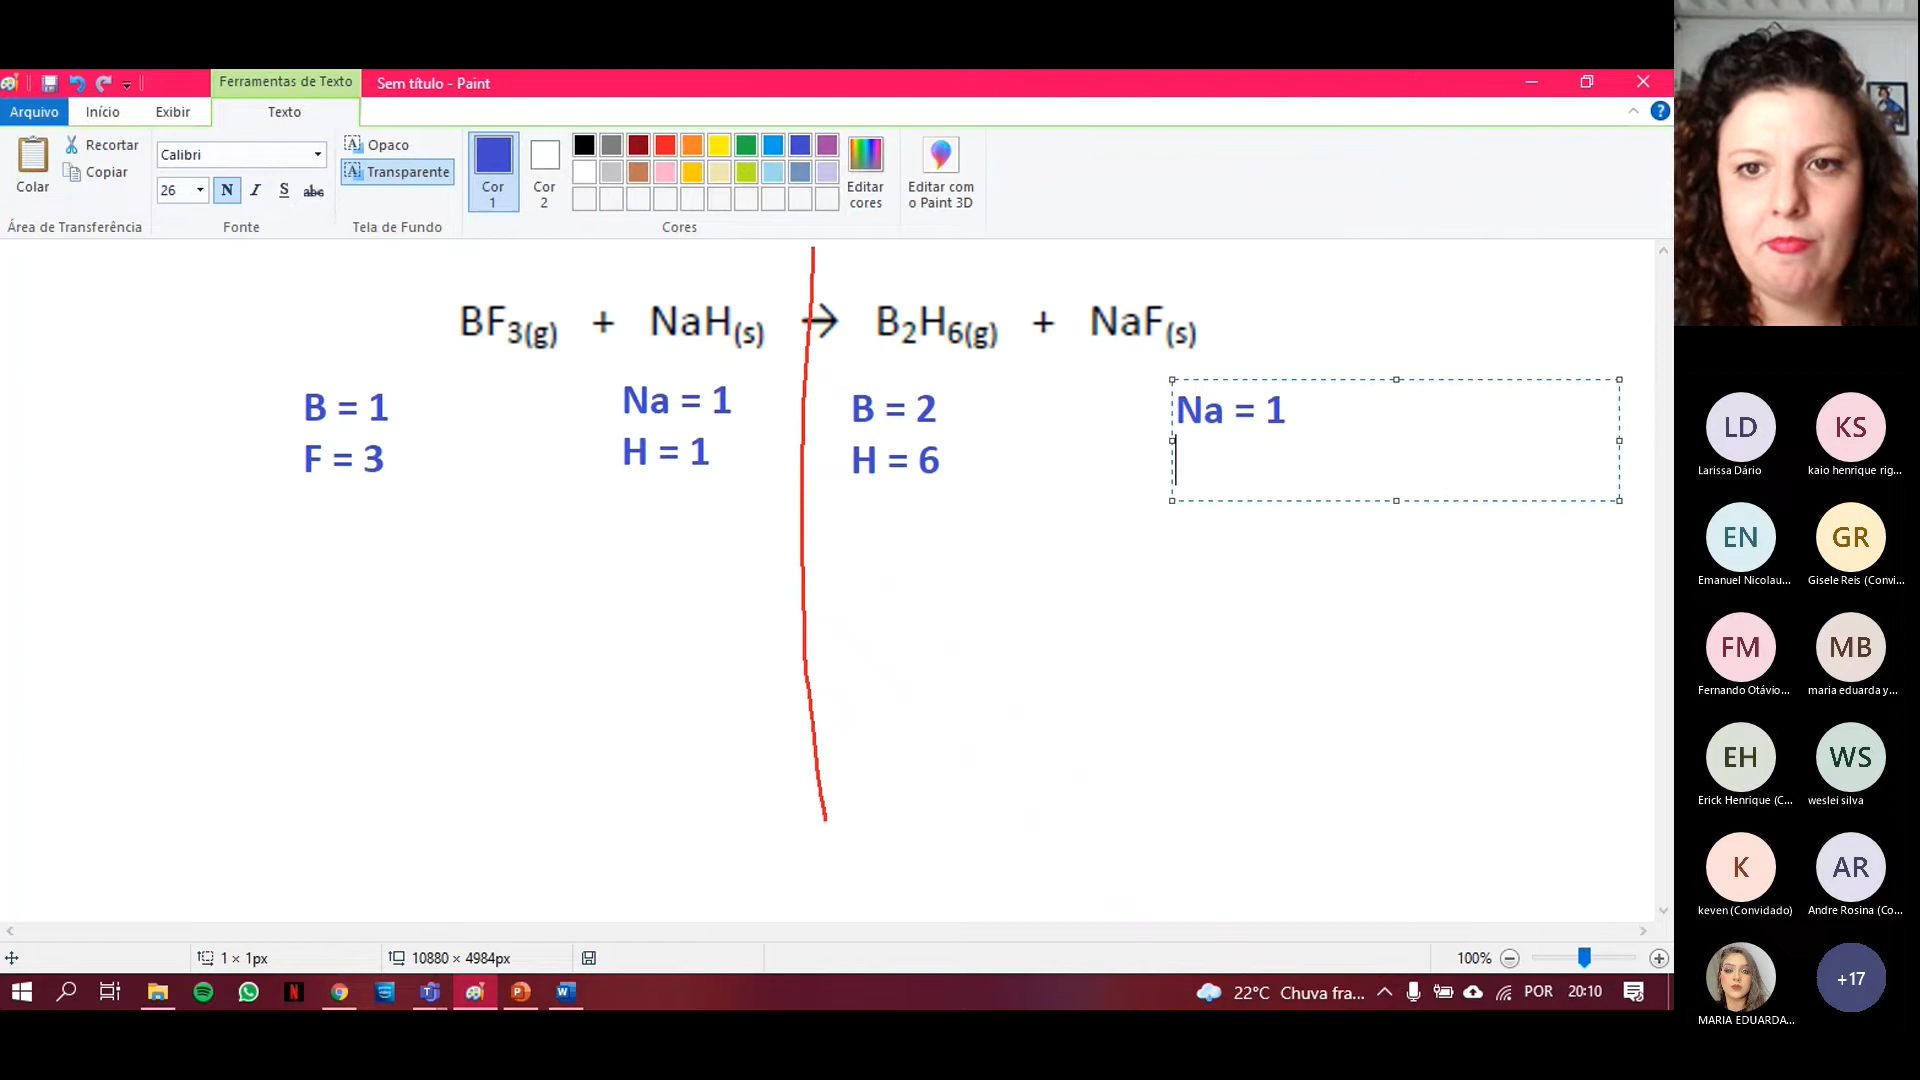 Ferramentas de Texto
Sem título - Paint
Arquivo
Início
Exibir
Texto
Colar
Recortar
Copiar
Área de Transferência
Calibri
26
N
I
S
abc
Fonte
Opaco
Transparente
Tela de Fundo
Cor 1
Cor 2
Editar cores
Editar com o Paint 3D
Cores
BF3(g) + NaH(s) → B2H6(g) + NaF(s)
B = 1
F = 3
Na = 1
H = 1
B = 2
H = 6
Na = 1
1 × 1px
10880 × 4984px
100%
22°C Chuva fra...
POR
20:10
LD
Larissa Dário
KS
kaio henrique rig...
EN
Emanuel Nicolau...
GR
Gisele Reis (Convi...
FM
Fernando Otávio...
MB
maria eduarda y...
EH
Erick Henrique (C...
WS
weslei silva
K
keven (Convidado)
AR
Andre Rosina (Co...
MARIA EDUARDA...
+17